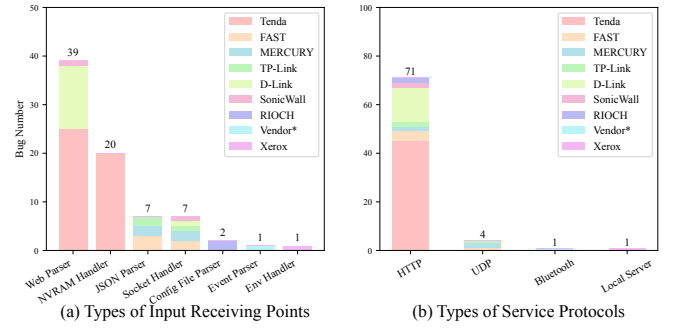 50
40
30
20
10
0
Bug Number
39
20
7
7
2
1
1
Tenda
FAST
MERCURY
TP-Link
D-Link
SonicWall
RIOCH
Vendor*
Xerox
Web Parser
NVRAM Handler
JSON Parser
Socket Handler
Config File Parser
Event Parser
Env Handler
(a) Types of Input Receiving Points
100
80
60
40
20
0
71
4
1
1
Tenda
FAST
MERCURY
TP-Link
D-Link
SonicWall
RIOCH
Vendor*
Xerox
HTTP
UDP
Bluetooth
Local Server
(b) Types of Service Protocols